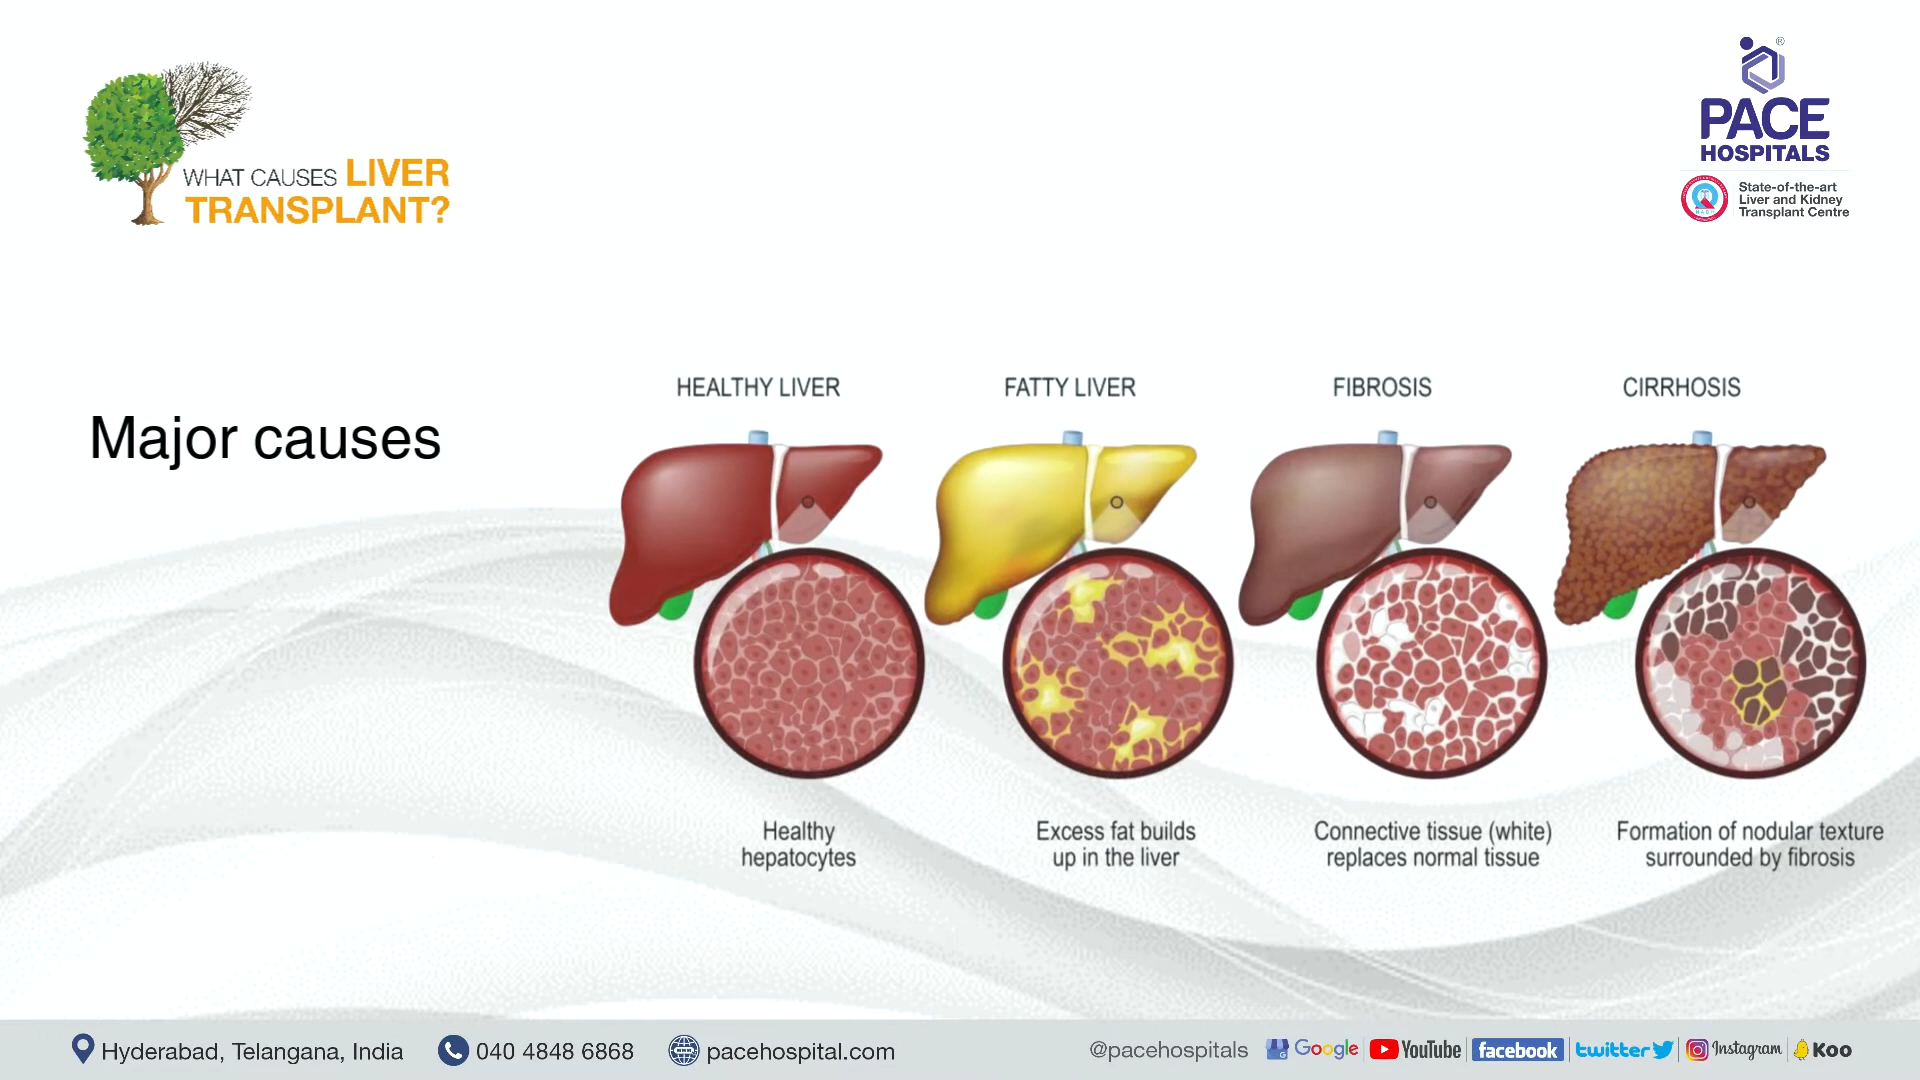 WHAT CAUSES LIVER
TRANSPLANT?
®
PACE
HOSPITALS
State-of-the-art
Liver and Kidney
Transplant Centre
Major causes
HEALTHY LIVER
FATTY LIVER
FIBROSIS
CIRRHOSIS
Healthy
hepatocytes
Excess fat builds
up in the liver
Connective tissue (white)
replaces normal tissue
Formation of nodular texture
surrounded by fibrosis
Hyderabad, Telangana, India
040 4848 6868
pacehospital.com
@pacehospitals
Google
YouTube
facebook
twitter
Instagram
Koo